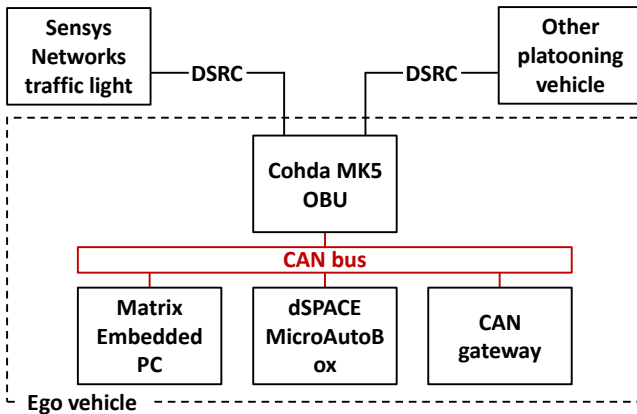 Sensys
Networks
traffic light
DSRC
DSRC
Other
platooning
vehicle
Cohda MK5
OBU
CAN bus
Matrix
Embedded
PC
dSPACE
MicroAutoB
ox
CAN
gateway
Ego vehicle